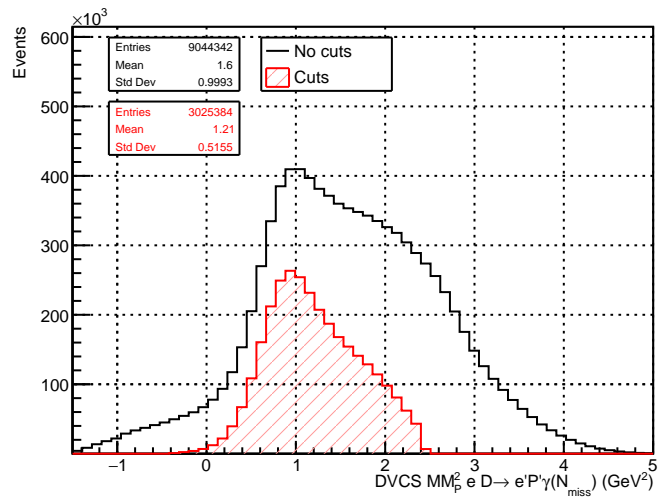 ×10³
Events
600
500
400
300
200
100
Entries 9044342
Mean 1.6
Std Dev 0.9993
Entries 3025384
Mean 1.21
Std Dev 0.5155
No cuts
Cuts
−1 0 1 2 3 4 5
DVCS MM²_P e D→ e'P'γ(N_miss) (GeV²)